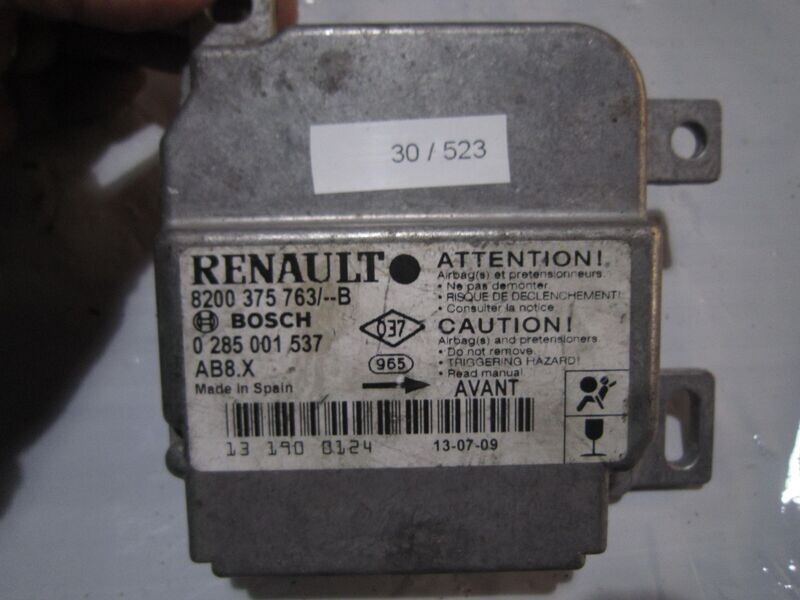 30 / 523
RENAULT
8200 375 763/--B
BOSCH
0 285 001 537
AB8.X
Made in Spain
037
965
ATTENTION!
Airbag(s) et pretensionneurs.
• Ne pas demonter.
• RISQUE DE DECLENCHEMENT!
• Consulter la notice.
CAUTION!
Airbag(s) and pretensioners.
• Do not remove.
• TRIGGERING HAZARD!
• Read manual.
AVANT
13 190 0124
13-07-09